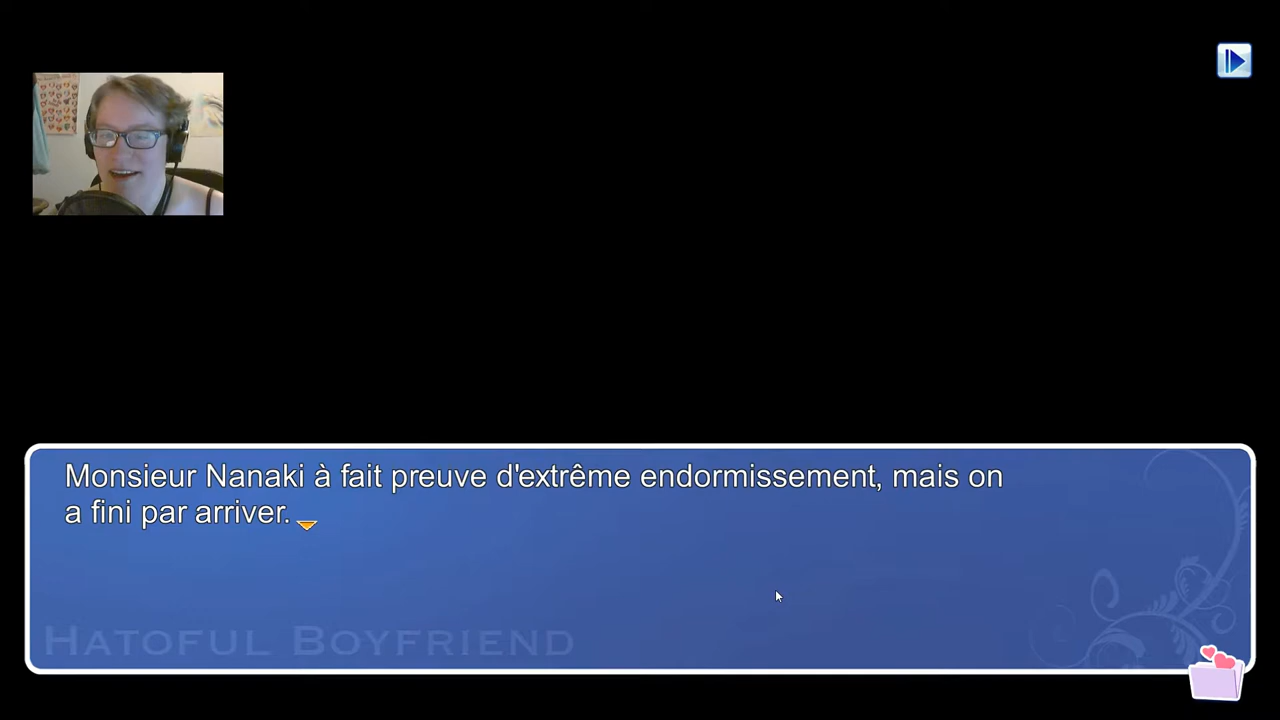 Monsieur Nanaki à fait preuve d'extrême endormissement, mais on
a fini par arriver.
HATOFUL BOYFRIEND